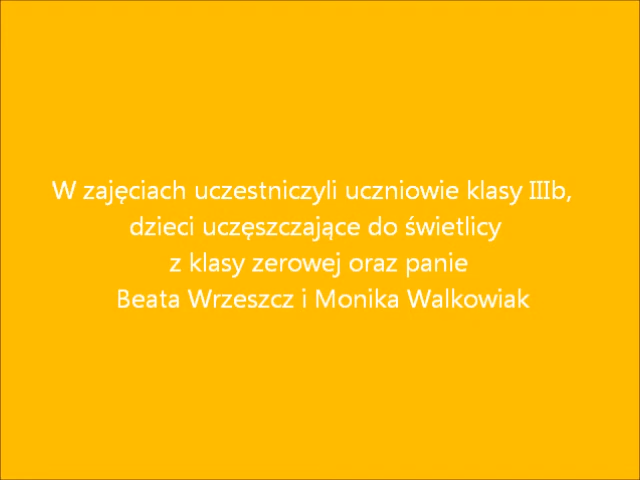 W zajęciach uczestniczyli uczniowie klasy IIIb,
dzieci uczęszczające do świetlicy
z klasy zerowej oraz panie
Beata Wrzeszcz i Monika Walkowiak